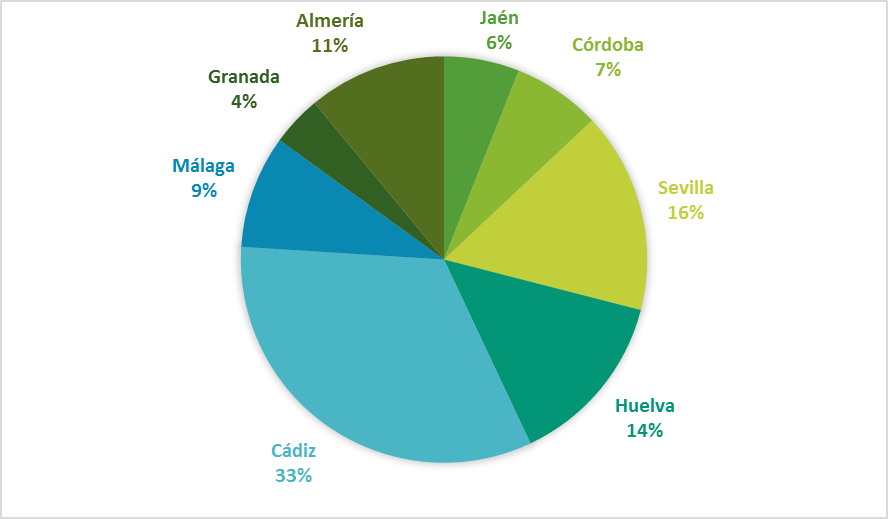 Almería
11%
Jaén
6%
Córdoba
7%
Granada
4%
Málaga
9%
Sevilla
16%
Huelva
14%
Cádiz
33%